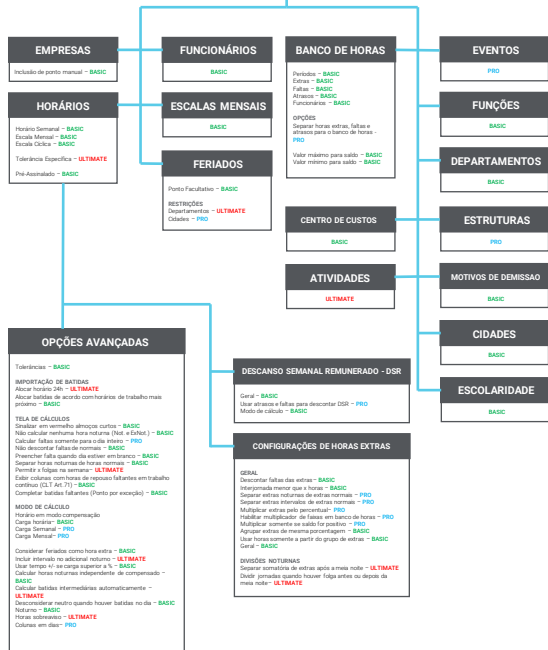 EMPRESAS
Inclusão de ponto manual – BASIC
HORÁRIOS
Horário Semanal – BASIC
Escala Mensal – BASIC
Escala Cíclica – BASIC
Tolerância Específica – ULTIMATE
Pré-Assinalado – BASIC
FUNCIONÁRIOS
BASIC
ESCALAS MENSAIS
BASIC
FERIADOS
Ponto Facultativo – BASIC
RESTRIÇÕES
Departamentos – ULTIMATE
Cidades – PRO
BANCO DE HORAS
Períodos – BASIC
Extras – BASIC
Faltas – BASIC
Atrasos – BASIC
Funcionários – BASIC
OPÇÕES
Separar horas extras, faltas e
atrasos para o banco de horas -
PRO
Valor máximo para saldo – BASIC
Valor mínimo para saldo – BASIC
CENTRO DE CUSTOS
BASIC
ATIVIDADES
ULTIMATE
EVENTOS
PRO
FUNÇÕES
BASIC
DEPARTAMENTOS
BASIC
ESTRUTURAS
PRO
MOTIVOS DE DEMISSAO
BASIC
CIDADES
BASIC
ESCOLARIDADE
BASIC
OPÇÕES AVANÇADAS
Tolerâncias – BASIC
IMPORTAÇÃO DE BATIDAS
Alocar horário 24h – ULTIMATE
Alocar batidas de acordo com horários de trabalho mais
próximo – BASIC
TELA DE CÁLCULOS
Sinalizar em vermelho almoços curtos – BASIC
Não calcular nenhuma hora noturna (Not. e ExNot.) – BASIC
Calcular faltas somente para o dia inteiro – PRO
Não descontar faltas de normais – BASIC
Preencher falta quando dia estiver em branco – BASIC
Separar horas noturnas de horas normais – BASIC
Permitir x folgas na semana– ULTIMATE
Exibir colunas com horas de repouso faltantes em trabalho
contínuo (CLT Art 71) – BASIC
Completar batidas faltantes (Ponto por exceção) – BASIC
MODO DE CÁLCULO
Horário em modo compensação
Carga horária– BASIC
Carga Semanal – PRO
Carga Mensal– PRO
Considerar feriados como hora extra – BASIC
Incluir intervalo no adicional noturno – ULTIMATE
Usar tempo +/- se carga superior a % – BASIC
Calcular horas noturnas independente de compensado –
BASIC
Calcular batidas intermediárias automaticamente –
ULTIMATE
Desconsiderar neutro quando houver batidas no dia – BASIC
Noturno – BASIC
Horas sobreaviso – ULTIMATE
Colunas em dias– PRO
DESCANSO SEMANAL REMUNERADO - DSR
Geral – BASIC
Usar atrasos e faltas para descontar DSR – PRO
Modo de cálculo – BASIC
CONFIGURAÇÕES DE HORAS EXTRAS
GERAL
Descontar faltas das extras – BASIC
Interjornada menor que x horas – BASIC
Separar extras noturnas de extras normais – PRO
Separar extras intervalos de extras normais – PRO
Multiplicar extras pelo percentual– PRO
Habilitar multiplicador de faixas em banco de horas – PRO
Multiplicar somente se saldo for positivo – PRO
Agrupar extras de mesma porcentagem – BASIC
Usar horas somente a partir do grupo de extras – BASIC
Geral – BASIC
DIVISÕES NOTURNAS
Separar somatória de extras após a meia noite – ULTIMATE
Dividir jornadas quando houver folga antes ou depois da
meia noite– ULTIMATE